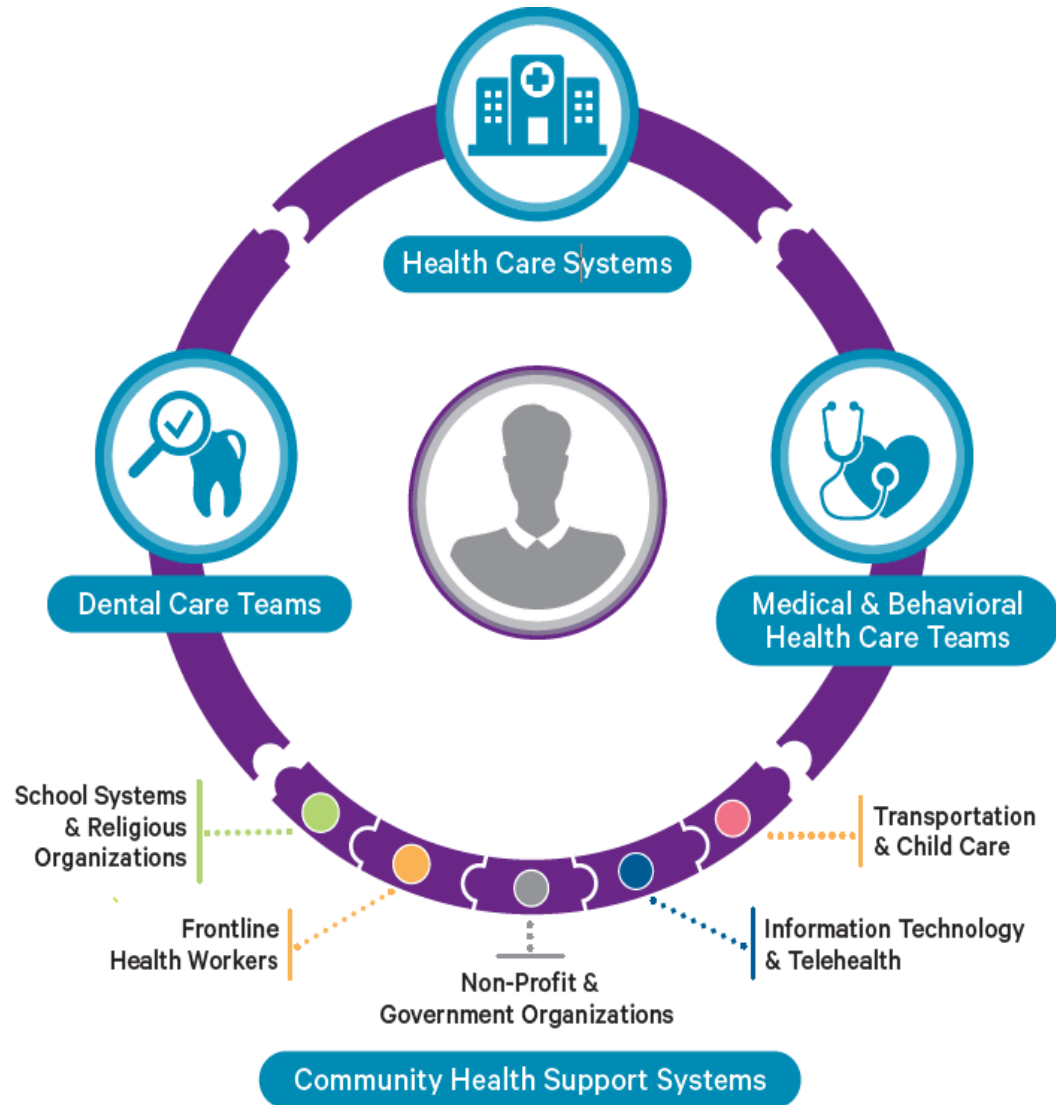 Health Care Systems
Dental Care Teams
Medical & Behavioral
Health Care Teams
School Systems
& Religious
Organizations
Transportation
& Child Care
Frontline
Health Workers
Information Technology
& Telehealth
Non-Profit &
Government Organizations
Community Health Support Systems